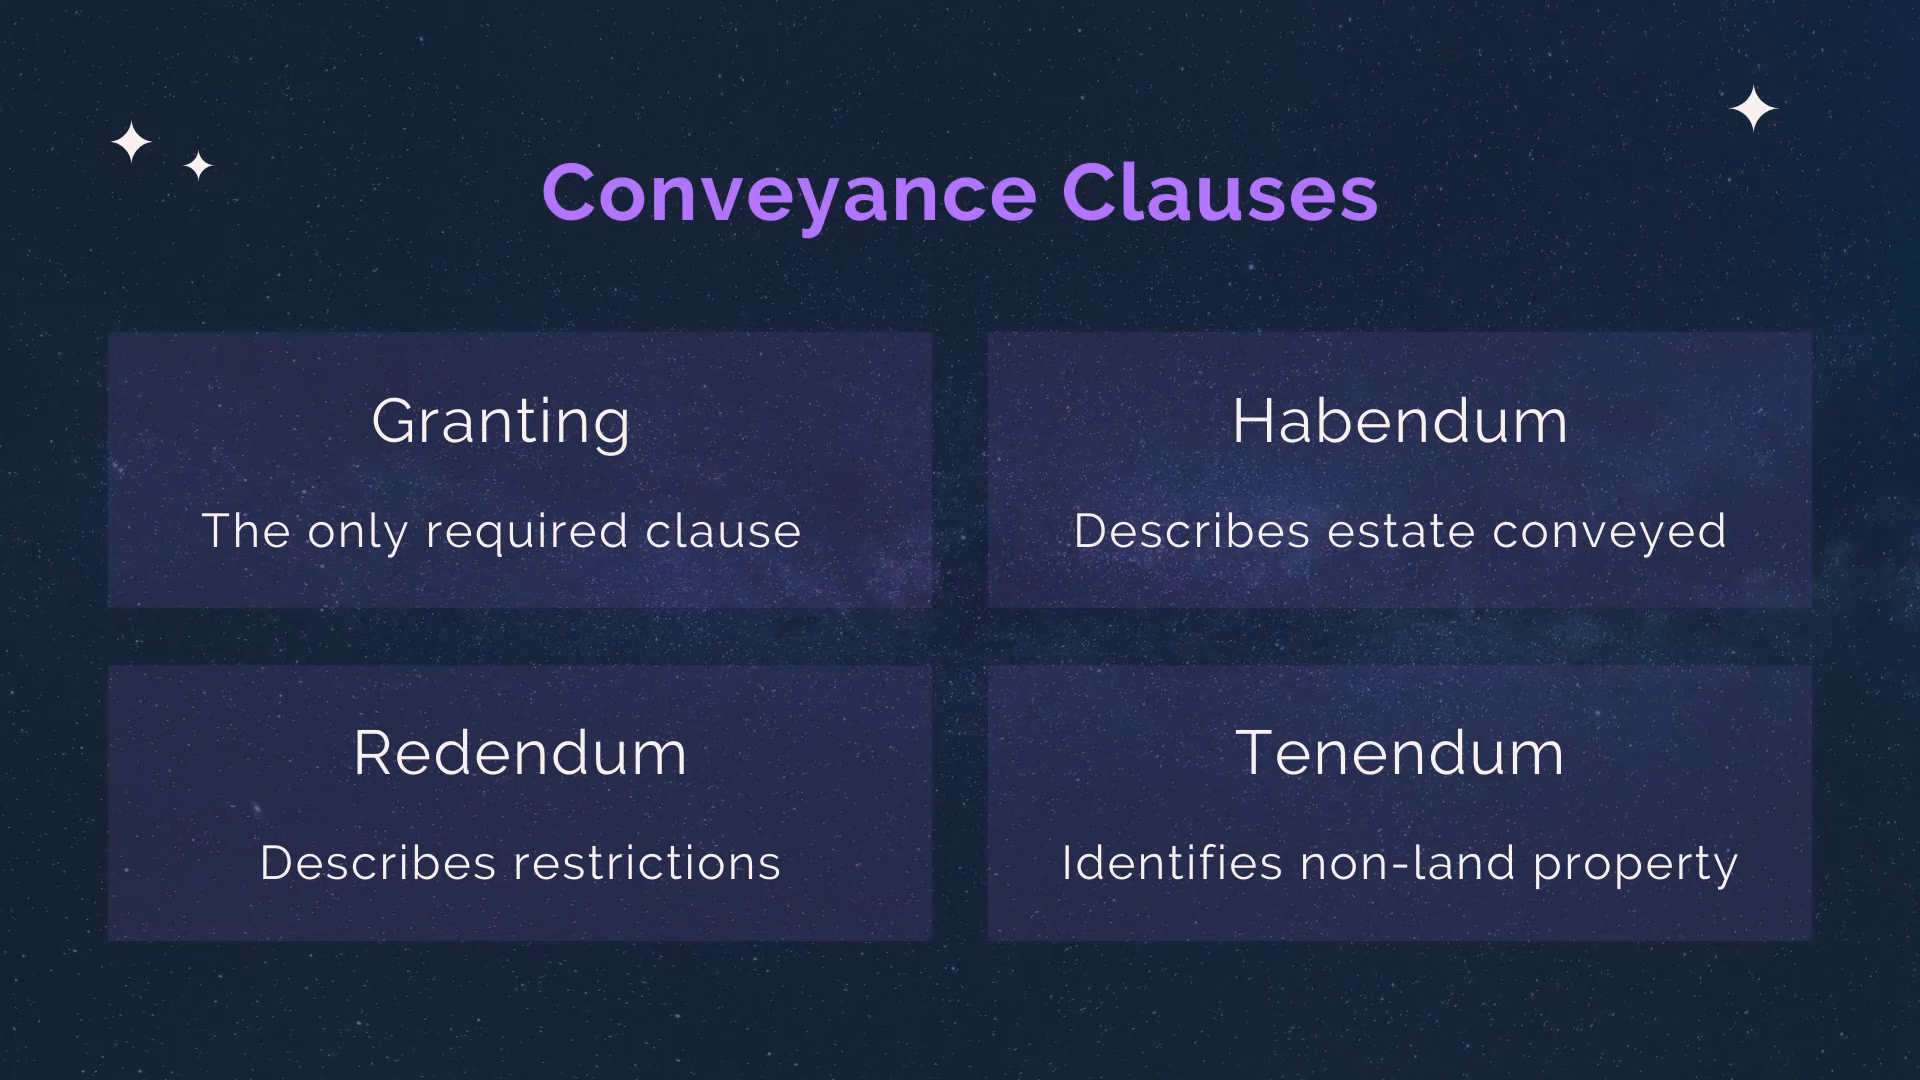 Conveyance Clauses
Granting
The only required clause
Habendum
Describes estate conveyed
Redendum
Describes restrictions
Tenendum
Identifies non-land property